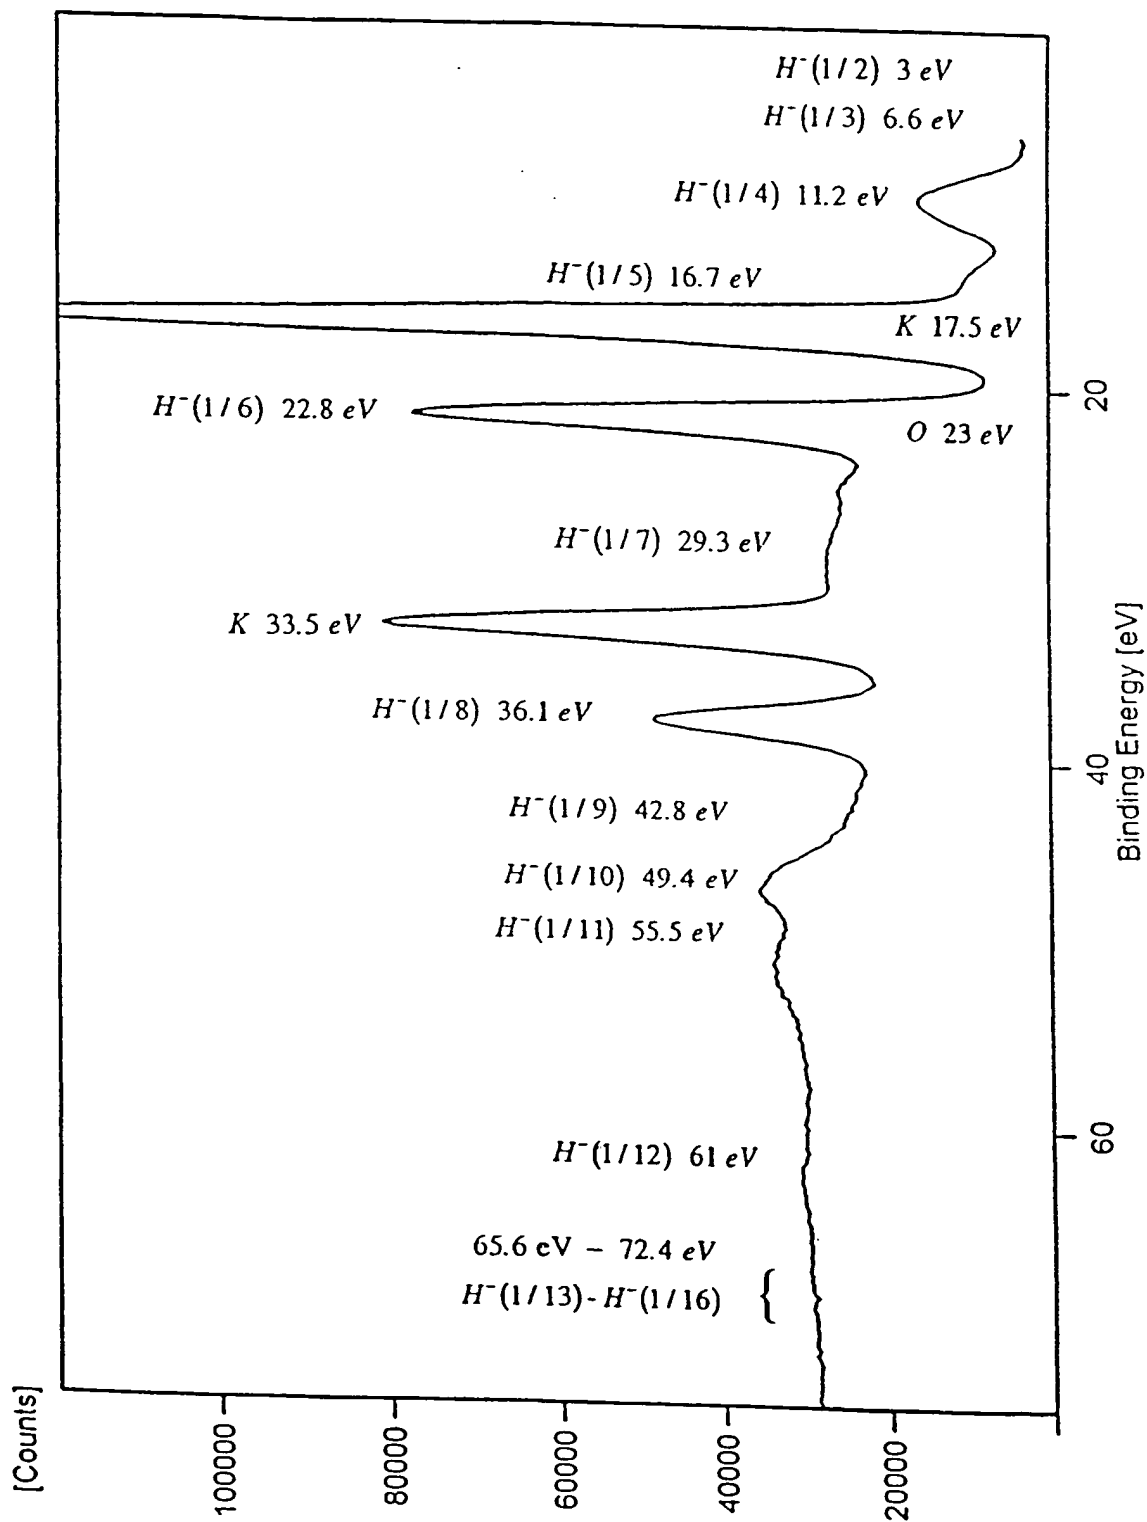 H⁻(1/2) 3 eV
H⁻(1/3) 6.6 eV
H⁻(1/4) 11.2 eV
H⁻(1/5) 16.7 eV
K 17.5 eV
H⁻(1/6) 22.8 eV
O 23 eV
H⁻(1/7) 29.3 eV
K 33.5 eV
H⁻(1/8) 36.1 eV
H⁻(1/9) 42.8 eV
H⁻(1/10) 49.4 eV
H⁻(1/11) 55.5 eV
H⁻(1/12) 61 eV
65.6 eV – 72.4 eV
H⁻(1/13)-H⁻(1/16) {
20
40
60
Binding Energy [eV]
[Counts]
100000
80000
60000
40000
20000